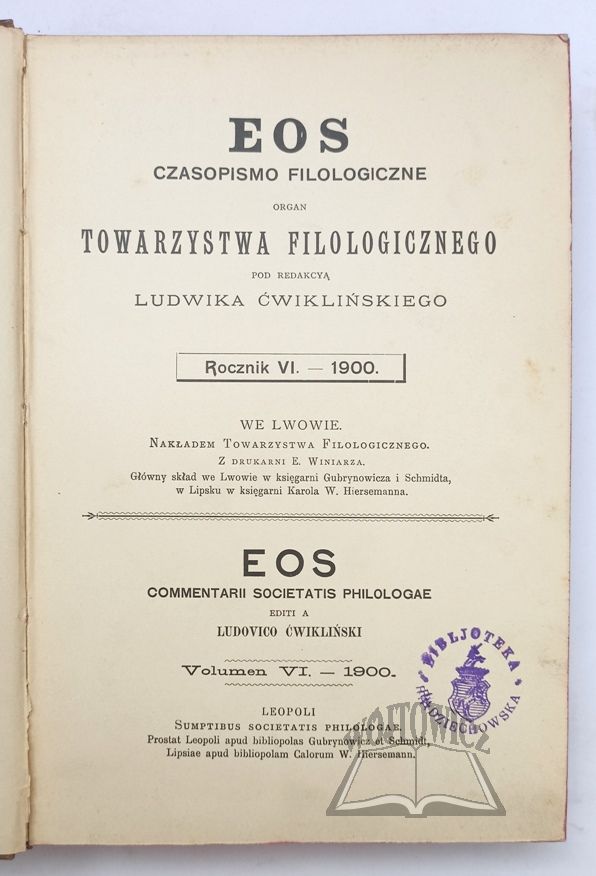 EOS
CZASOPISMO FILOLOGICZNE
ORGAN
TOWARZYSTWA FILOLOGICZNEGO
POD REDAKCYĄ
LUDWIKA ĆWIKLIŃSKIEGO
Rocznik VI. — 1900.
WE LWOWIE.
NAKŁADEM TOWARZYSTWA FILOLOGICZNEGO.
Z DRUKARNI E. WINIARZA.
Główny skład we Lwowie w księgarni Gubrynowicza i Schmidta,
w Lipsku w księgarni Karola W. Hiersemanna.
EOS
COMMENTARII SOCIETATIS PHILOLOGAE
EDITI A
LUDOVICO ĆWIKLIŃSKI
Volumen VI. — 1900.
LEOPOLI
SUMPTIBUS SOCIETATIS PHILOLOGAE.
Prostat Leopoli apud bibliopolas Gubrynowicz et Schmidt,
Lipsiae apud bibliopolam Calorum W. Hiersemann.
BIBLJOTEKA
RADZIECHOWSKA
WÓJTOWICZ